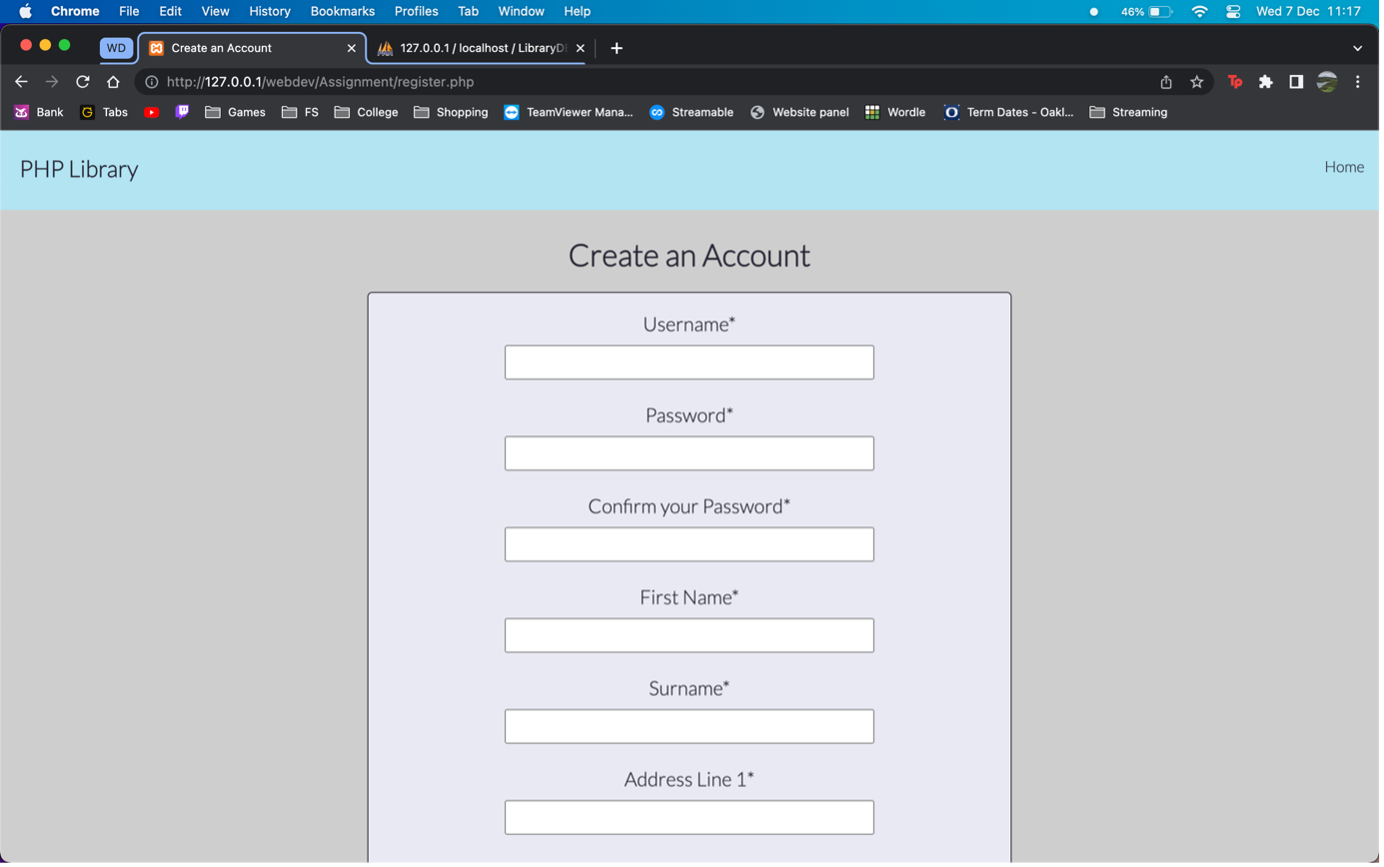 Chrome File Edit View History Bookmarks Profiles Tab Window Help 46% Wed 7 Dec 11:17
WD Create an Account 127.0.0.1 / localhost / LibraryD
http://127.0.0.1/webdev/Assignment/register.php Tp
Bank G Tabs Games FS College Shopping TeamViewer Mana... Streamable Website panel Wordle Term Dates - Oakl... Streaming
PHP Library Home
Create an Account
Username*
Password*
Confirm your Password*
First Name*
Surname*
Address Line 1*